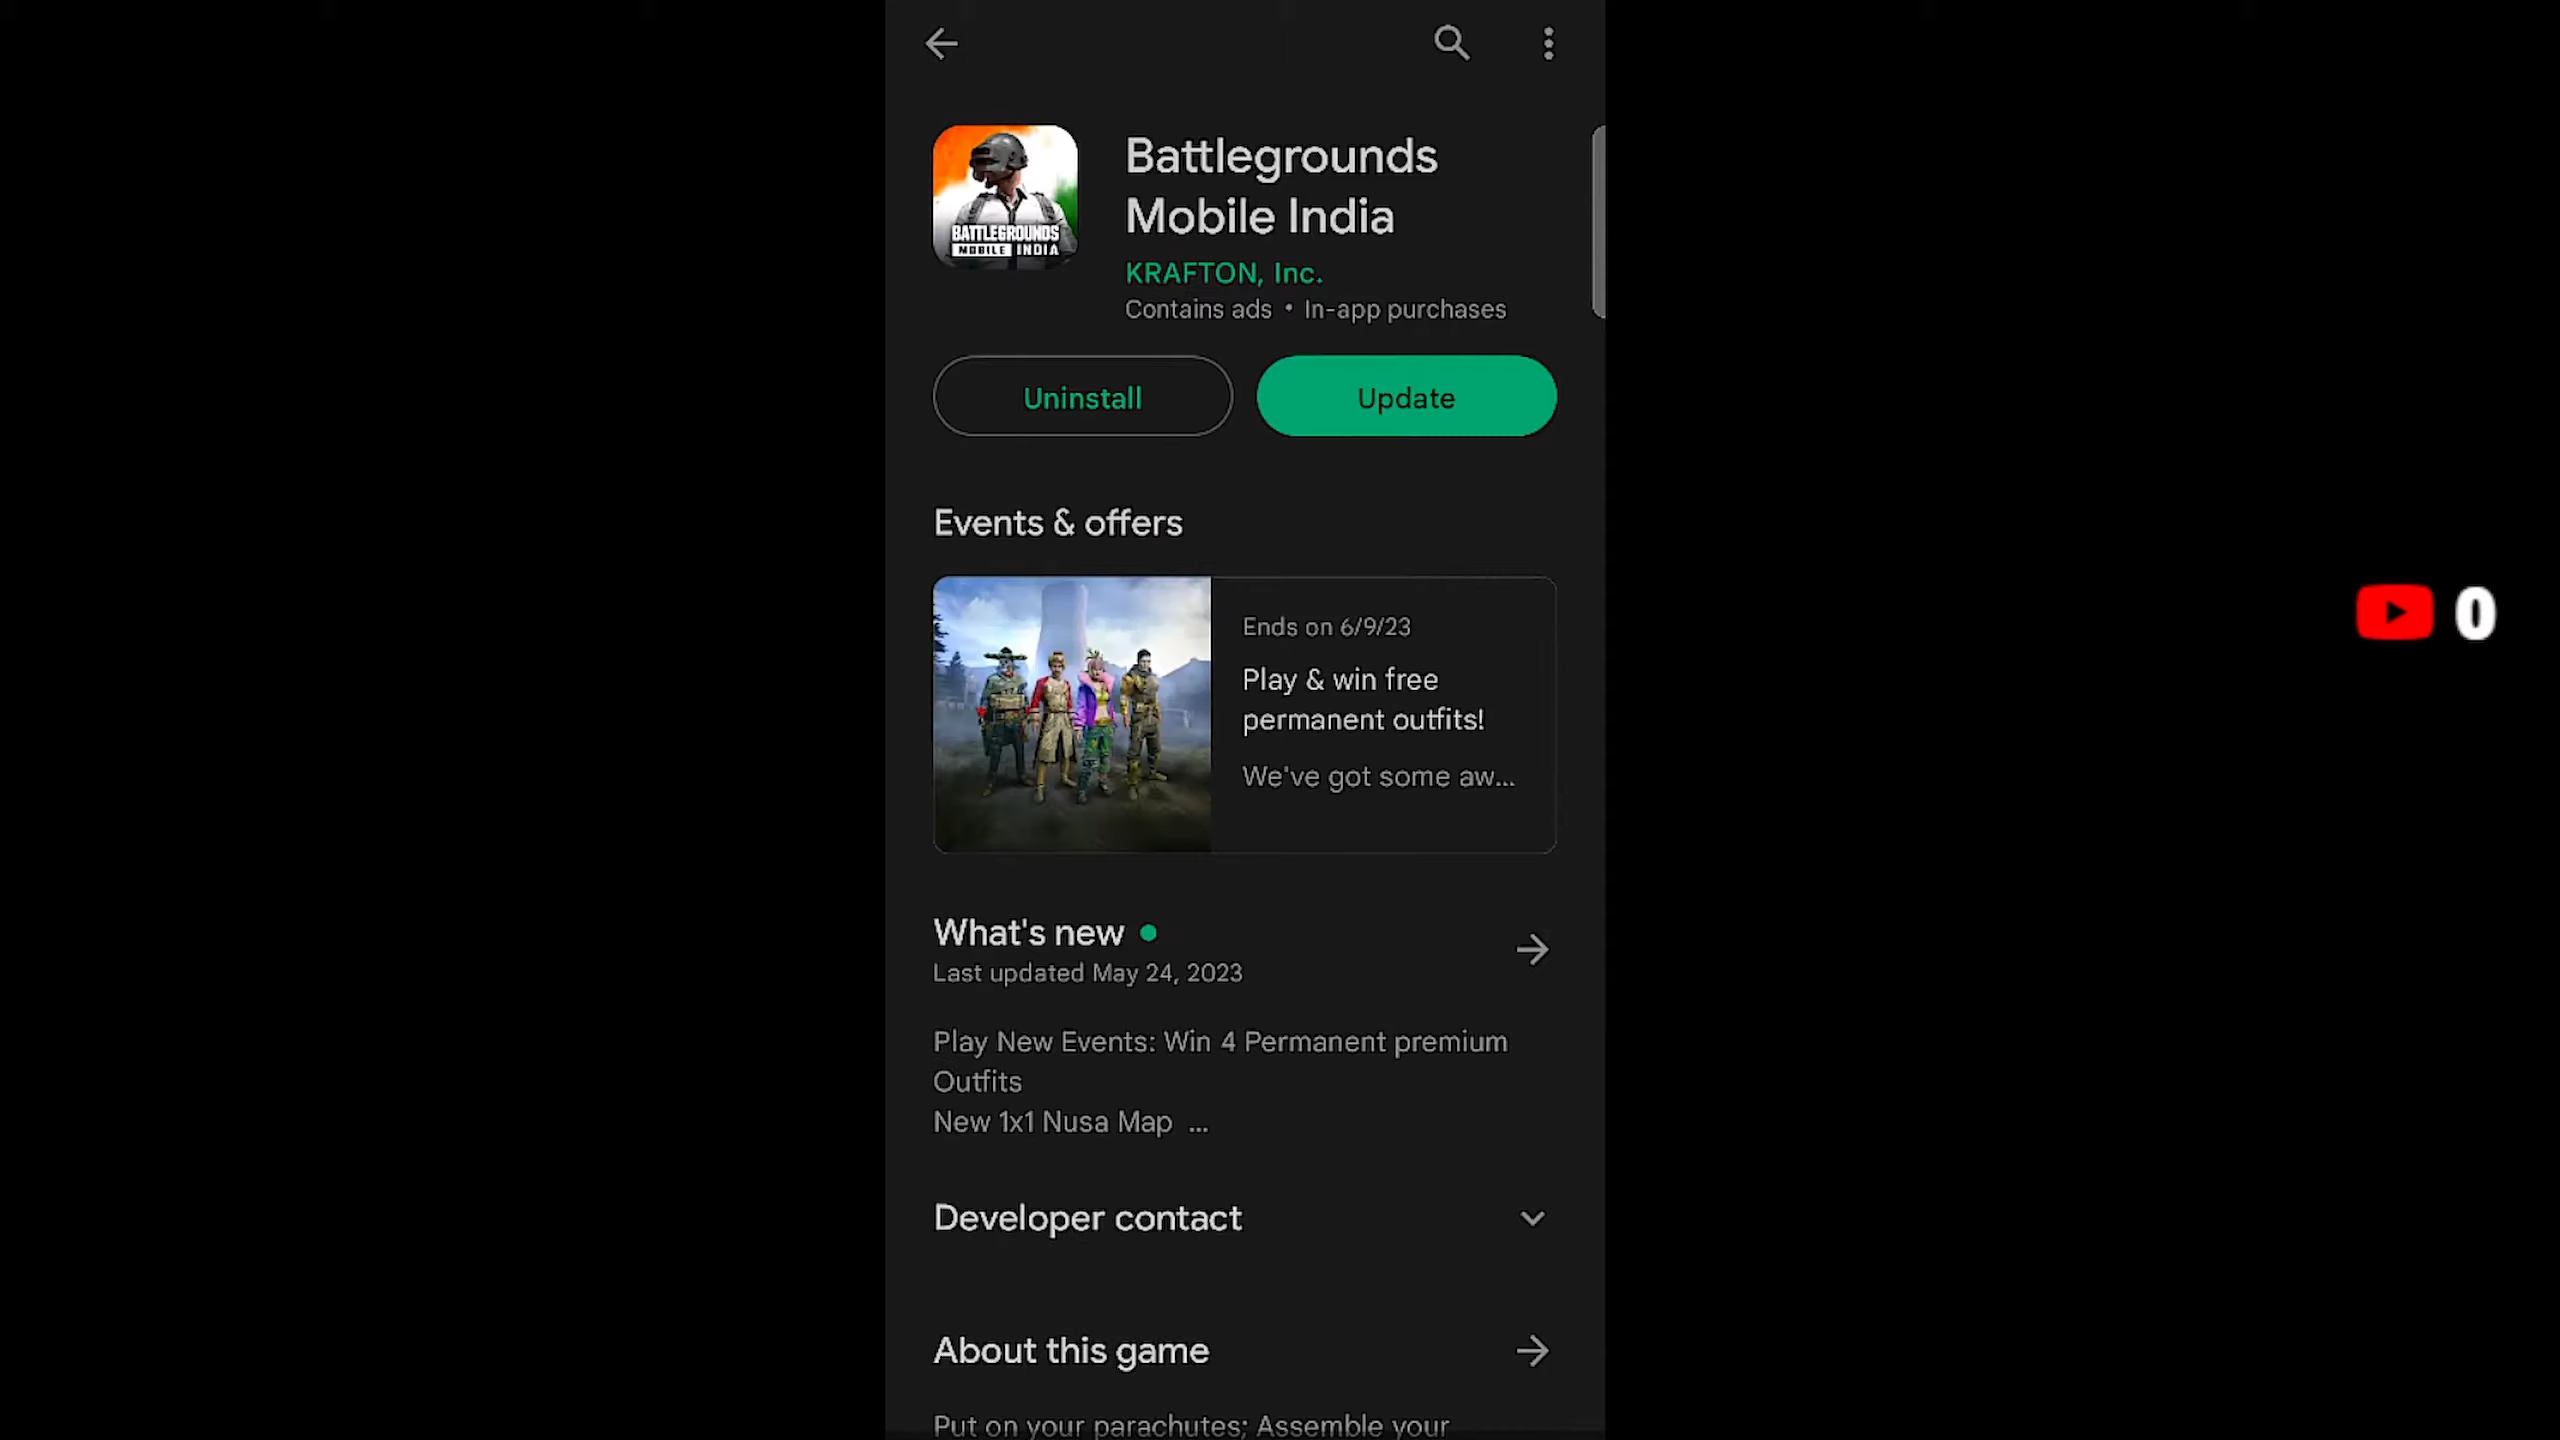 Battlegrounds
Mobile India
BATTLEGROUNDS
MOBILE INDIA
KRAFTON, Inc.
Contains ads • In-app purchases
Uninstall
Update
Events & offers
Ends on 6/9/23
Play & win free
permanent outfits!
We've got some aw...
0
What's new
Last updated May 24, 2023
Play New Events: Win 4 Permanent premium
Outfits
New 1x1 Nusa Map ...
Developer contact
About this game
Put on your parachutes; Assemble your